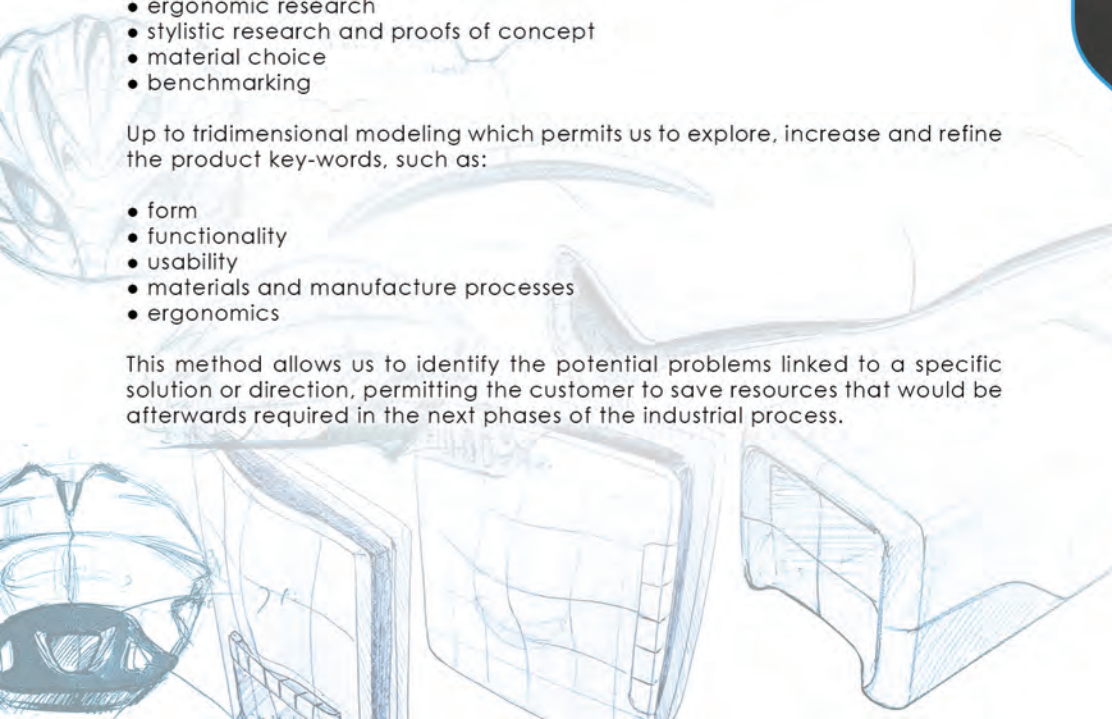 ● ergonomic research
● stylistic research and proofs of concept
● material choice
● benchmarking
Up to tridimensional modeling which permits us to explore, increase and refine
the product key-words, such as:
● form
● functionality
● usability
● materials and manufacture processes
● ergonomics
This method allows us to identify the potential problems linked to a specific
solution or direction, permitting the customer to save resources that would be
afterwards required in the next phases of the industrial process.